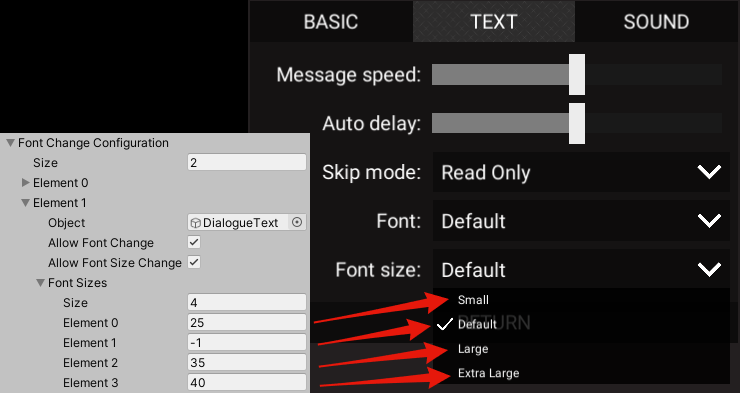 BASIC TEXT SOUND
Message speed:
Auto delay:
Skip mode: Read Only
Font: Default
Font size: Default
Small
Default
RETURN
Large
Extra Large
Font Change Configuration
Size 2
Element 0
Element 1
Object DialogueText
Allow Font Change
Allow Font Size Change
Font Sizes
Size 4
Element 0 25
Element 1 -1
Element 2 35
Element 3 40